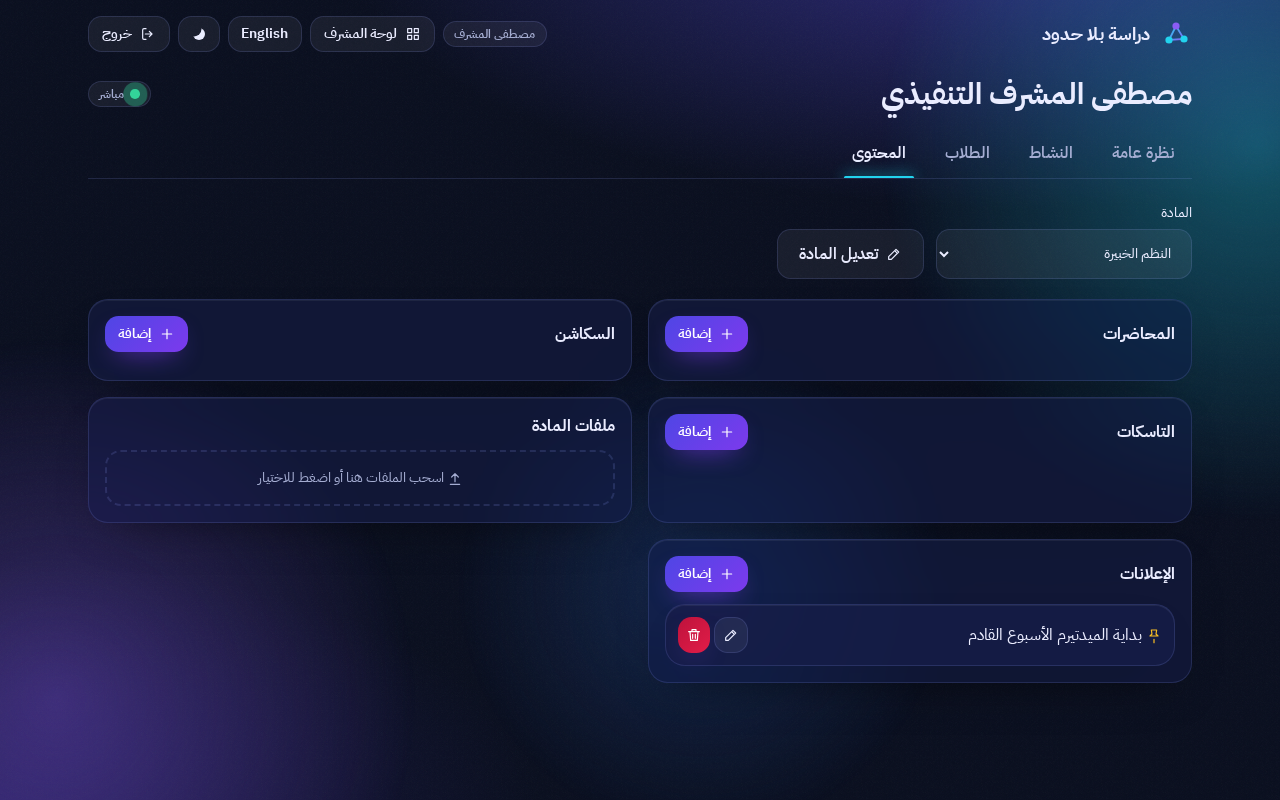 دراسة بلا حدود
مصطفى المشرف
لوحة المشرف
English
خروج
مصطفى المشرف التنفيذي
مباشر
نظرة عامة
النشاط
الطلاب
المحتوى
المادة
النظم الخبيرة
تعديل المادة
المحاضرات
إضافة
السكاشن
إضافة
التاسكات
إضافة
ملفات المادة
اسحب الملفات هنا أو اضغط للاختيار
الإعلانات
إضافة
بداية الميدتيرم الأسبوع القادم